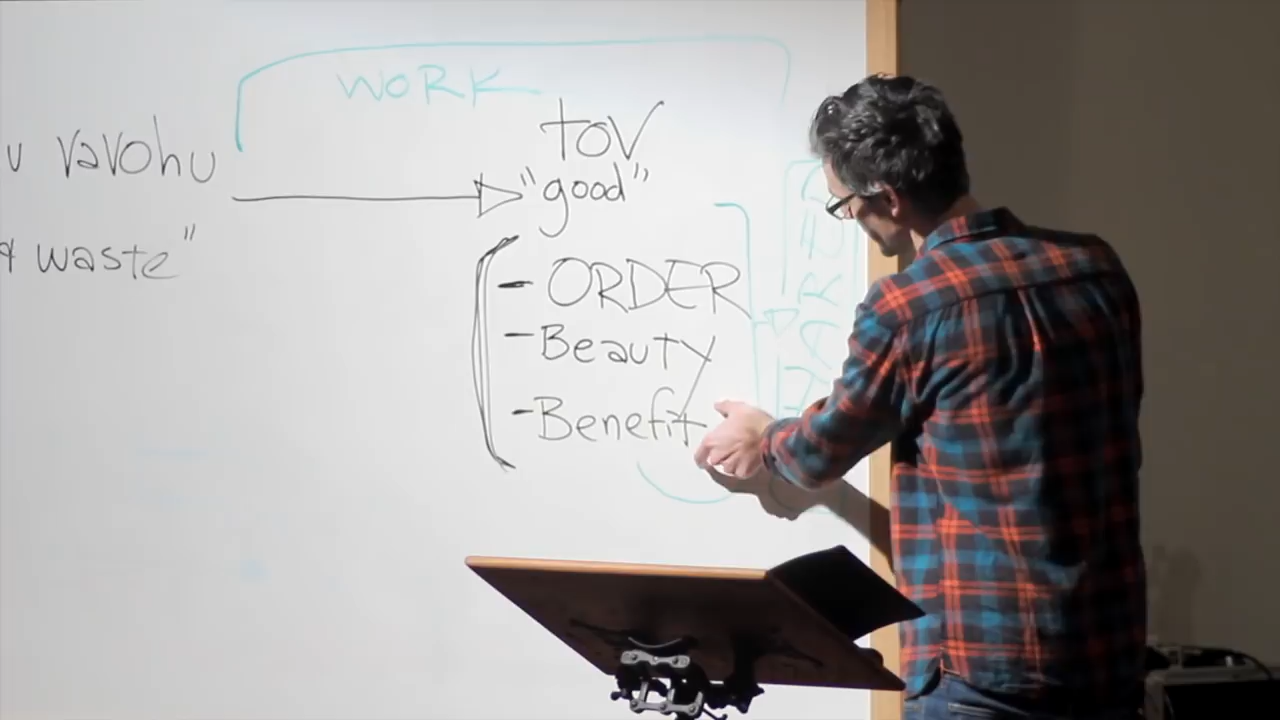 WORK
u vavohu
TOV
"good"
& waste"
- ORDER
- Beauty
- Benefit